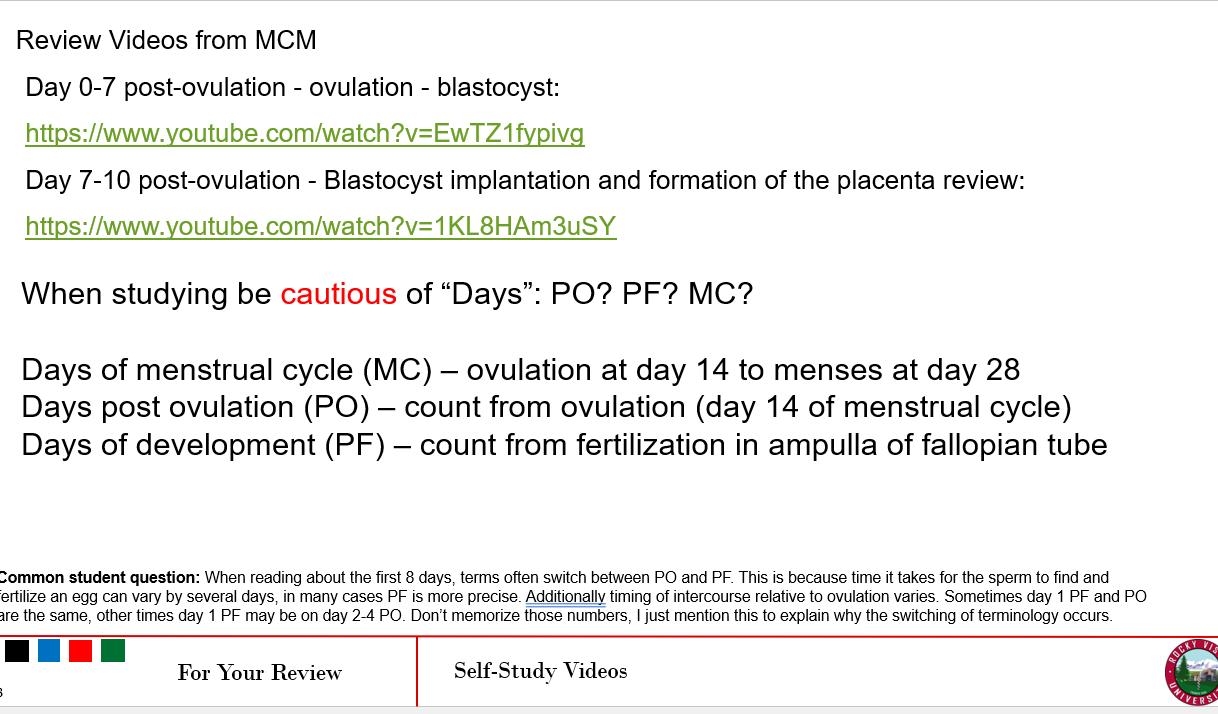 Review Videos from MCM
Day 0-7 post-ovulation - ovulation - blastocyst:
https://www.youtube.com/watch?v=EwTZ1fypivg
Day 7-10 post-ovulation - Blastocyst implantation and formation of the placenta review:
https://www.youtube.com/watch?v=1KL8HAm3uSY
When studying be cautious of “Days”: PO? PF? MC?
Days of menstrual cycle (MC) – ovulation at day 14 to menses at day 28
Days post ovulation (PO) – count from ovulation (day 14 of menstrual cycle)
Days of development (PF) – count from fertilization in ampulla of fallopian tube
Common student question: When reading about the first 8 days, terms often switch between PO and PF. This is because time it takes for the sperm to find and
fertilize an egg can vary by several days, in many cases PF is more precise. Additionally timing of intercourse relative to ovulation varies. Sometimes day 1 PF and PO
are the same, other times day 1 PF may be on day 2-4 PO. Don’t memorize those numbers, I just mention this to explain why the switching of terminology occurs.
For Your Review
Self-Study Videos
ROCKY VIS
UNIVERSI